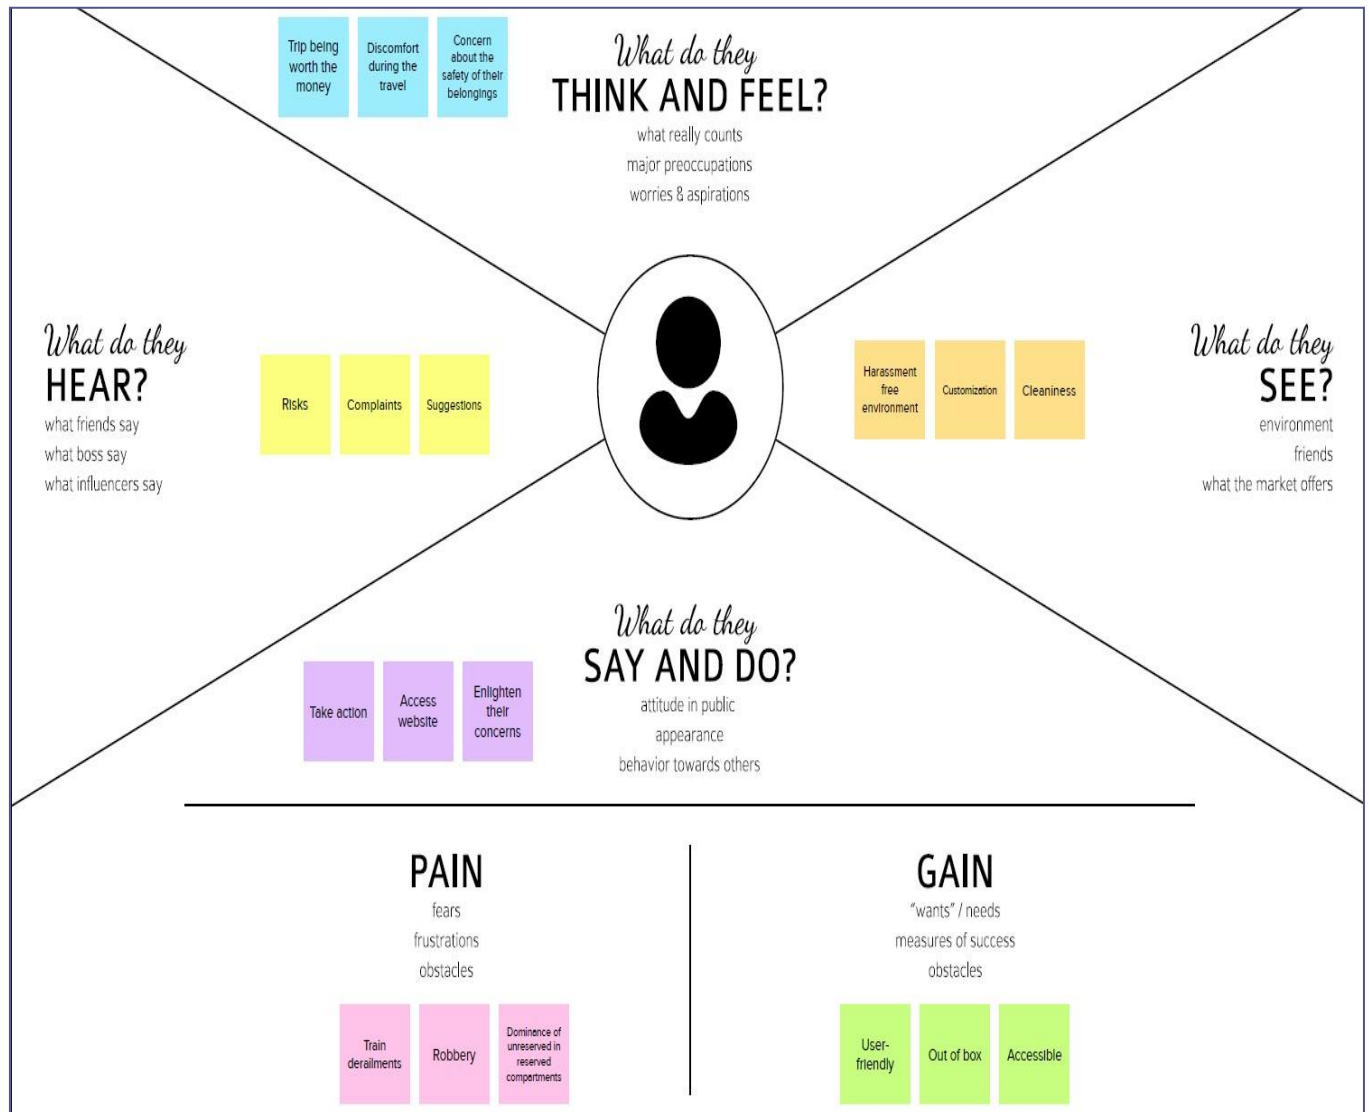 Trip being
worth the
money
Discomfort
during the
travel
Concern
about the
safety of their
belongings
What do they
THINK AND FEEL?
what really counts
major preoccupations
worries & aspirations
What do they
HEAR?
what friends say
what boss say
what influencers say
Risks
Complaints
Suggestions
Harassment
free
environment
Customization
Cleaniness
What do they
SEE?
environment
friends
what the market offers
Take action
Access
website
Enlighten
their
concerns
What do they
SAY AND DO?
attitude in public
appearance
behavior towards others
PAIN
fears
frustrations
obstacles
Train
derailments
Robbery
Dominance of
unreserved in
reserved
compartments
GAIN
“wants” / needs
measures of success
obstacles
User-
friendly
Out of box
Accessible